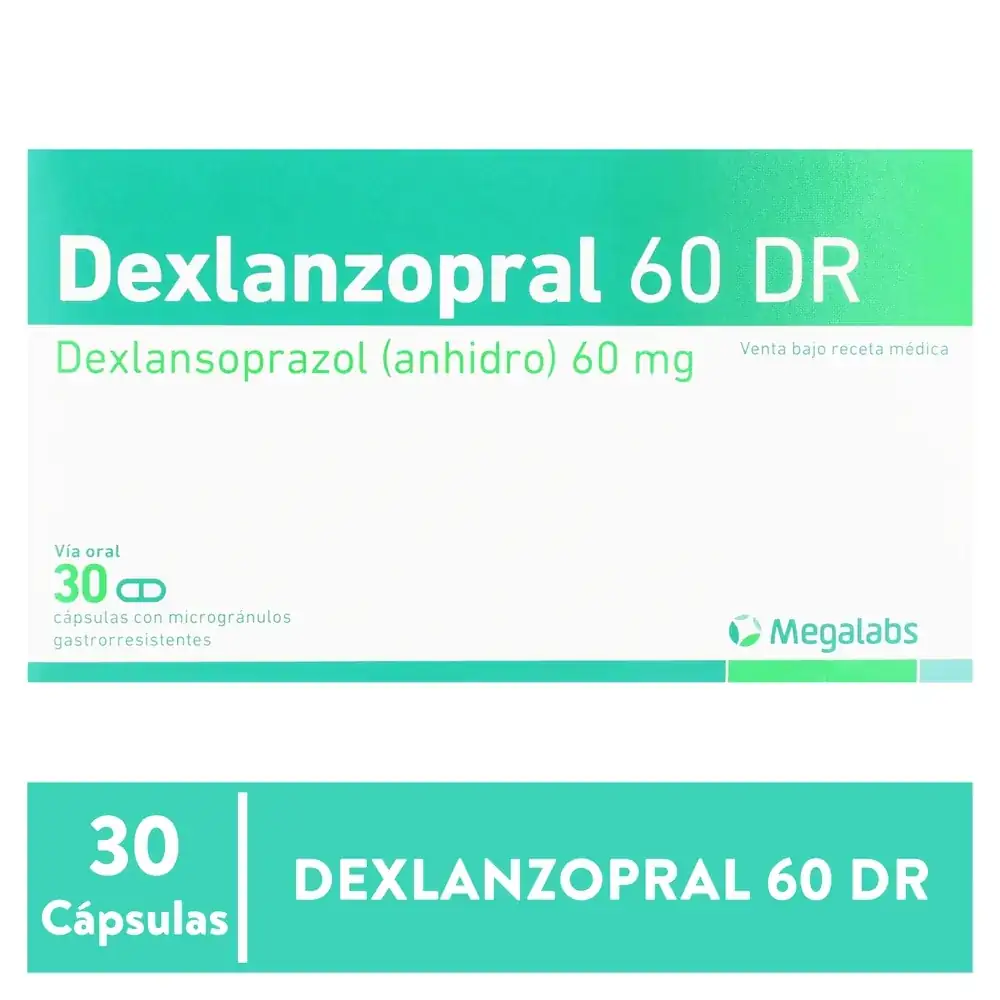 Dexlanzopral 60 DR
Dexlansoprazol (anhidro) 60 mg
Venta bajo receta médica
Vía oral
30
cápsulas con microgránulos
gastrorresistentes
Megalabs
30
Cápsulas
DEXLANZOPRAL 60 DR